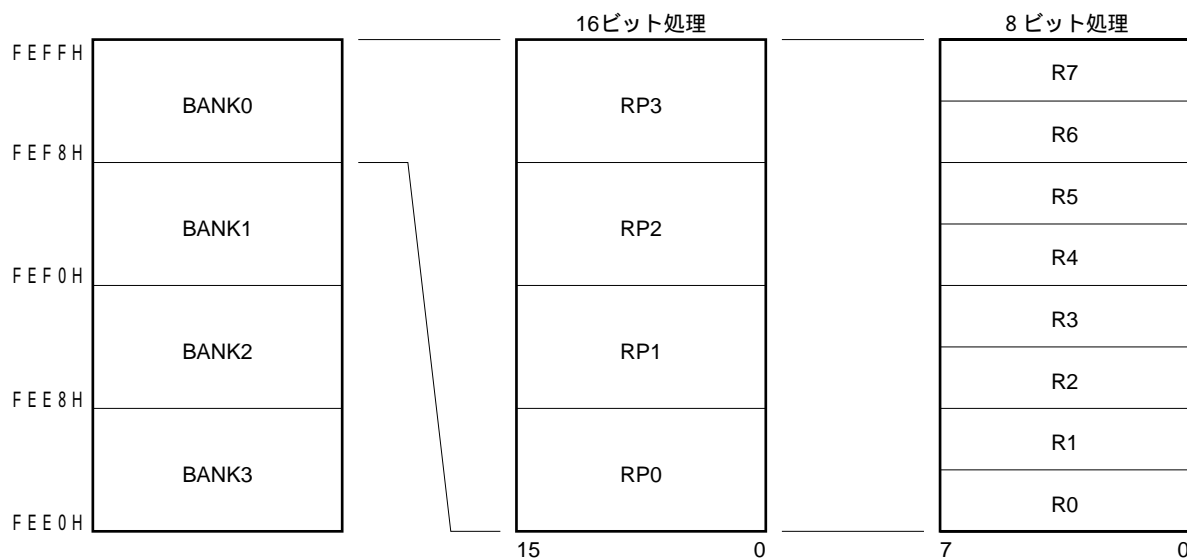 16ビット処理
8 ビット処理
FEFFH
BANK0
FEF8H
BANK1
FEF0H
BANK2
FEE8H
BANK3
FEE0H
RP3
RP2
RP1
RP0
15 0
R7
R6
R5
R4
R3
R2
R1
R0
7 0